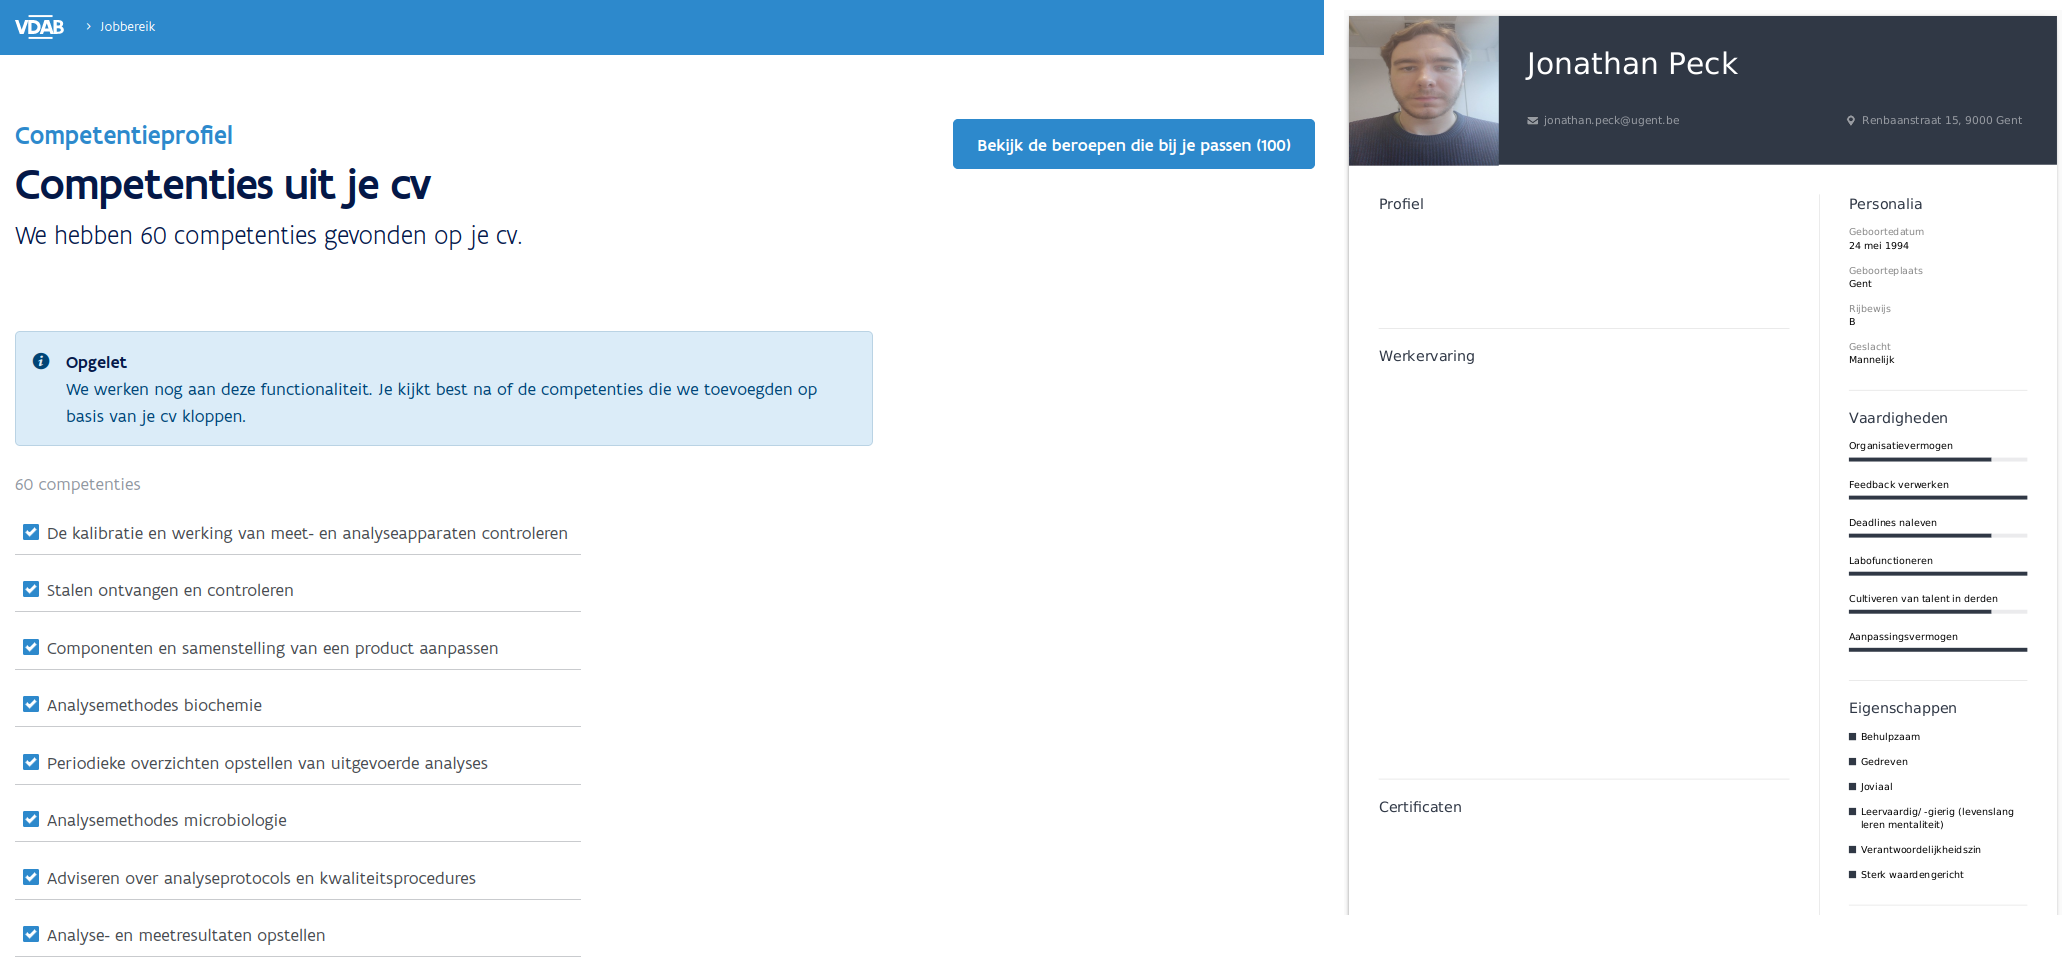 VDAB
Jobbereik
Competentieprofiel
Competenties uit je cv
We hebben 60 competenties gevonden op je cv.
Bekijk de beroepen die bij je passen (100)
Opgelet
We werken nog aan deze functionaliteit. Je kijkt best na of de competenties die we toevoegden op
basis van je cv kloppen.
60 competenties
De kalibratie en werking van meet- en analyseapparaten controleren
Stalen ontvangen en controleren
Componenten en samenstelling van een product aanpassen
Analysemethodes biochemie
Periodieke overzichten opstellen van uitgevoerde analyses
Analysemethodes microbiologie
Adviseren over analyseprotocols en kwaliteitsprocedures
Analyse- en meetresultaten opstellen
Jonathan Peck
jonathan.peck@ugent.be
Renbaanstraat 15, 9000 Gent
Profiel
Werkervaring
Certificaten
Personalia
Geboortedatum
24 mei 1994
Geboorteplaats
Gent
Rijbewijs
B
Geslacht
Mannelijk
Vaardigheden
Organisatievermogen
Feedback verwerken
Deadlines naleven
Labofunctioneren
Cultiveren van talent in derden
Aanpassingsvermogen
Eigenschappen
Behulpzaam
Gedreven
Joviaal
Leervaardig/ -gierig (levenslang
leren mentaliteit)
Verantwoordelijkheidszin
Sterk waardengericht